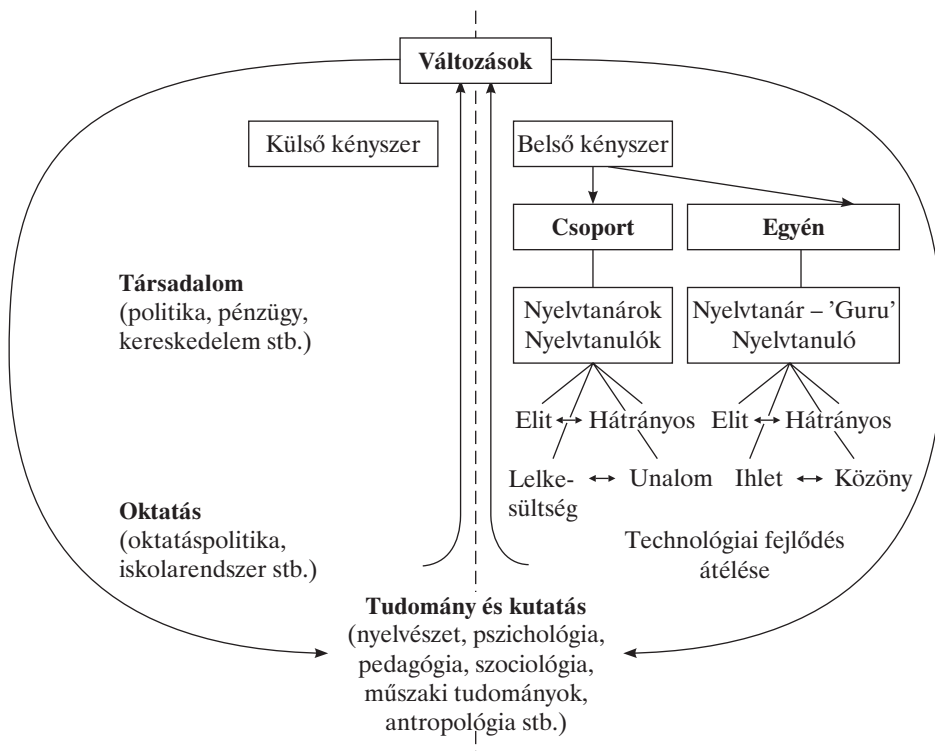 Változások
Külső kényszer
Belső kényszer
Csoport
Egyén
Társadalom
(politika, pénzügy,
kereskedelem stb.)
Nyelvtanárok
Nyelvtanulók
Nyelvtanár – 'Guru'
Nyelvtanuló
Elit
Hátrányos
Elit
Hátrányos
Lelke-
sültség
Unalom
Ihlet
Közöny
Oktatás
(oktatáspolitika,
iskolarendszer stb.)
Technológiai fejlődés
átélése
Tudomány és kutatás
(nyelvészet, pszichológia,
pedagógia, szociológia,
műszaki tudományok,
antropológia stb.)